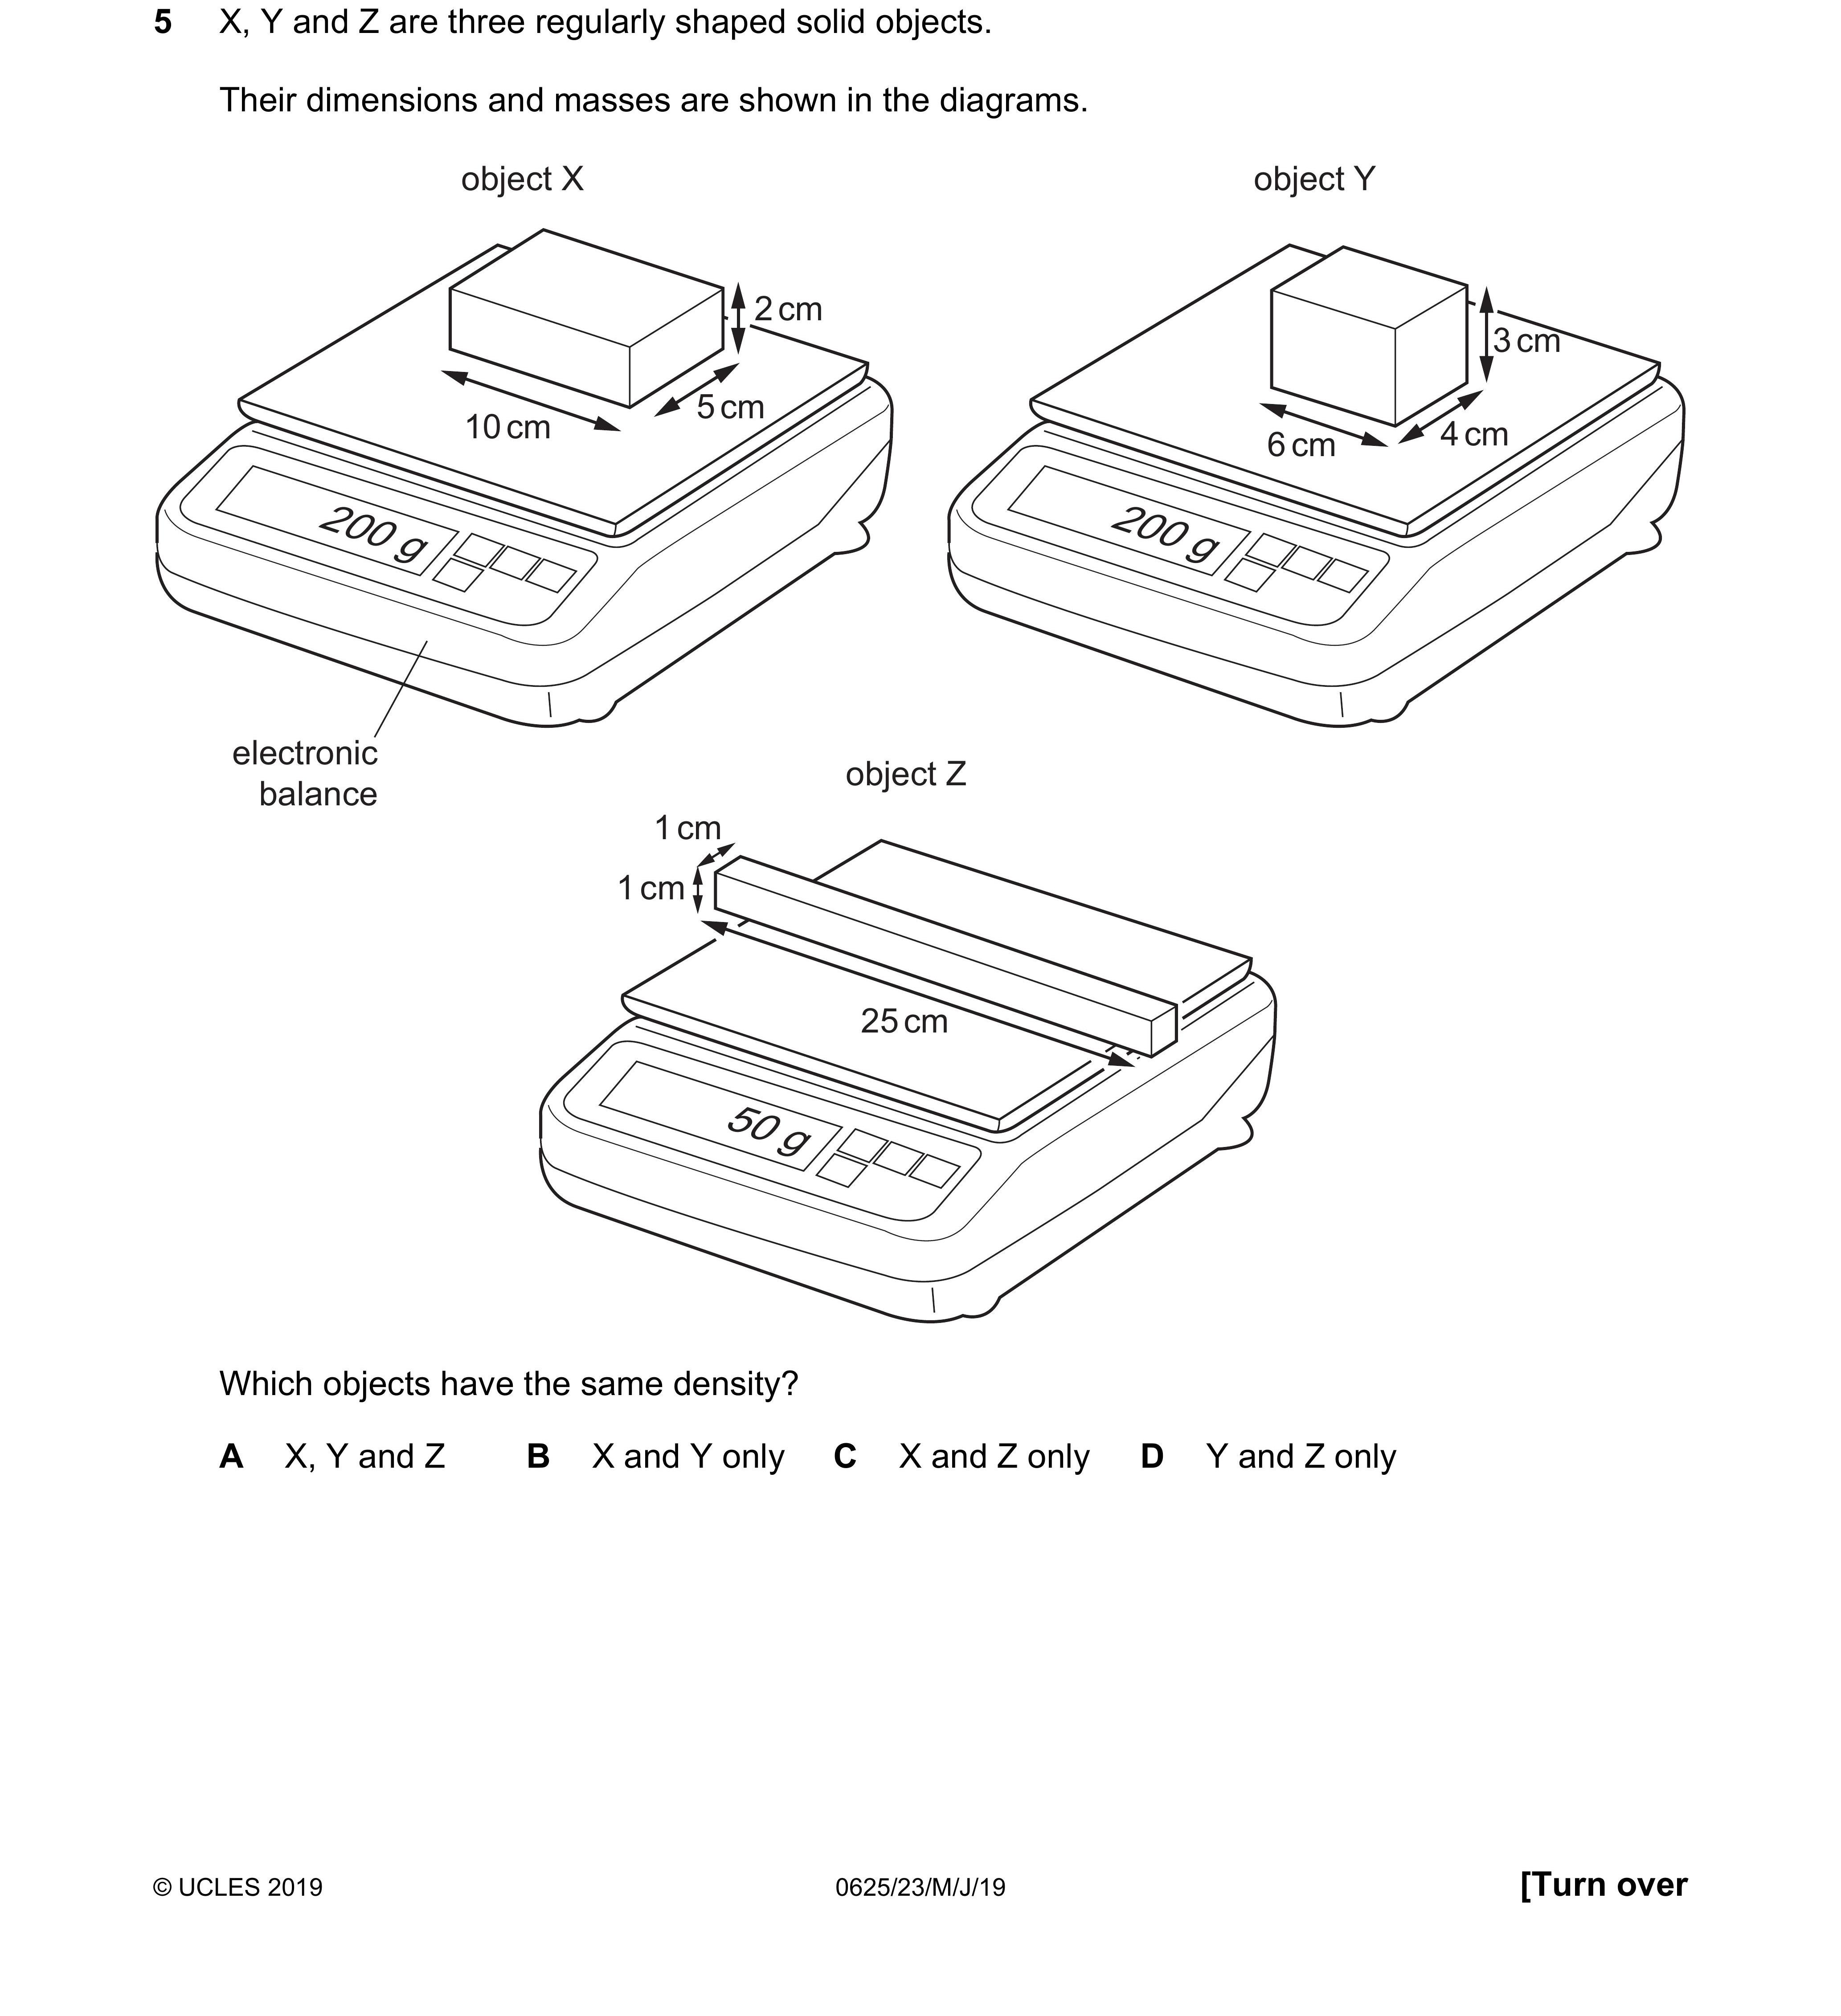 5 X, Y and Z are three regularly shaped solid objects.
Their dimensions and masses are shown in the diagrams.
object X
object Y
2 cm
5 cm
10 cm
200 g
3 cm
4 cm
6 cm
200 g
electronic
balance
object Z
1 cm
1 cm
25 cm
50 g
Which objects have the same density?
A X, Y and Z B X and Y only C X and Z only D Y and Z only
© UCLES 2019 0625/23/M/J/19 [Turn over